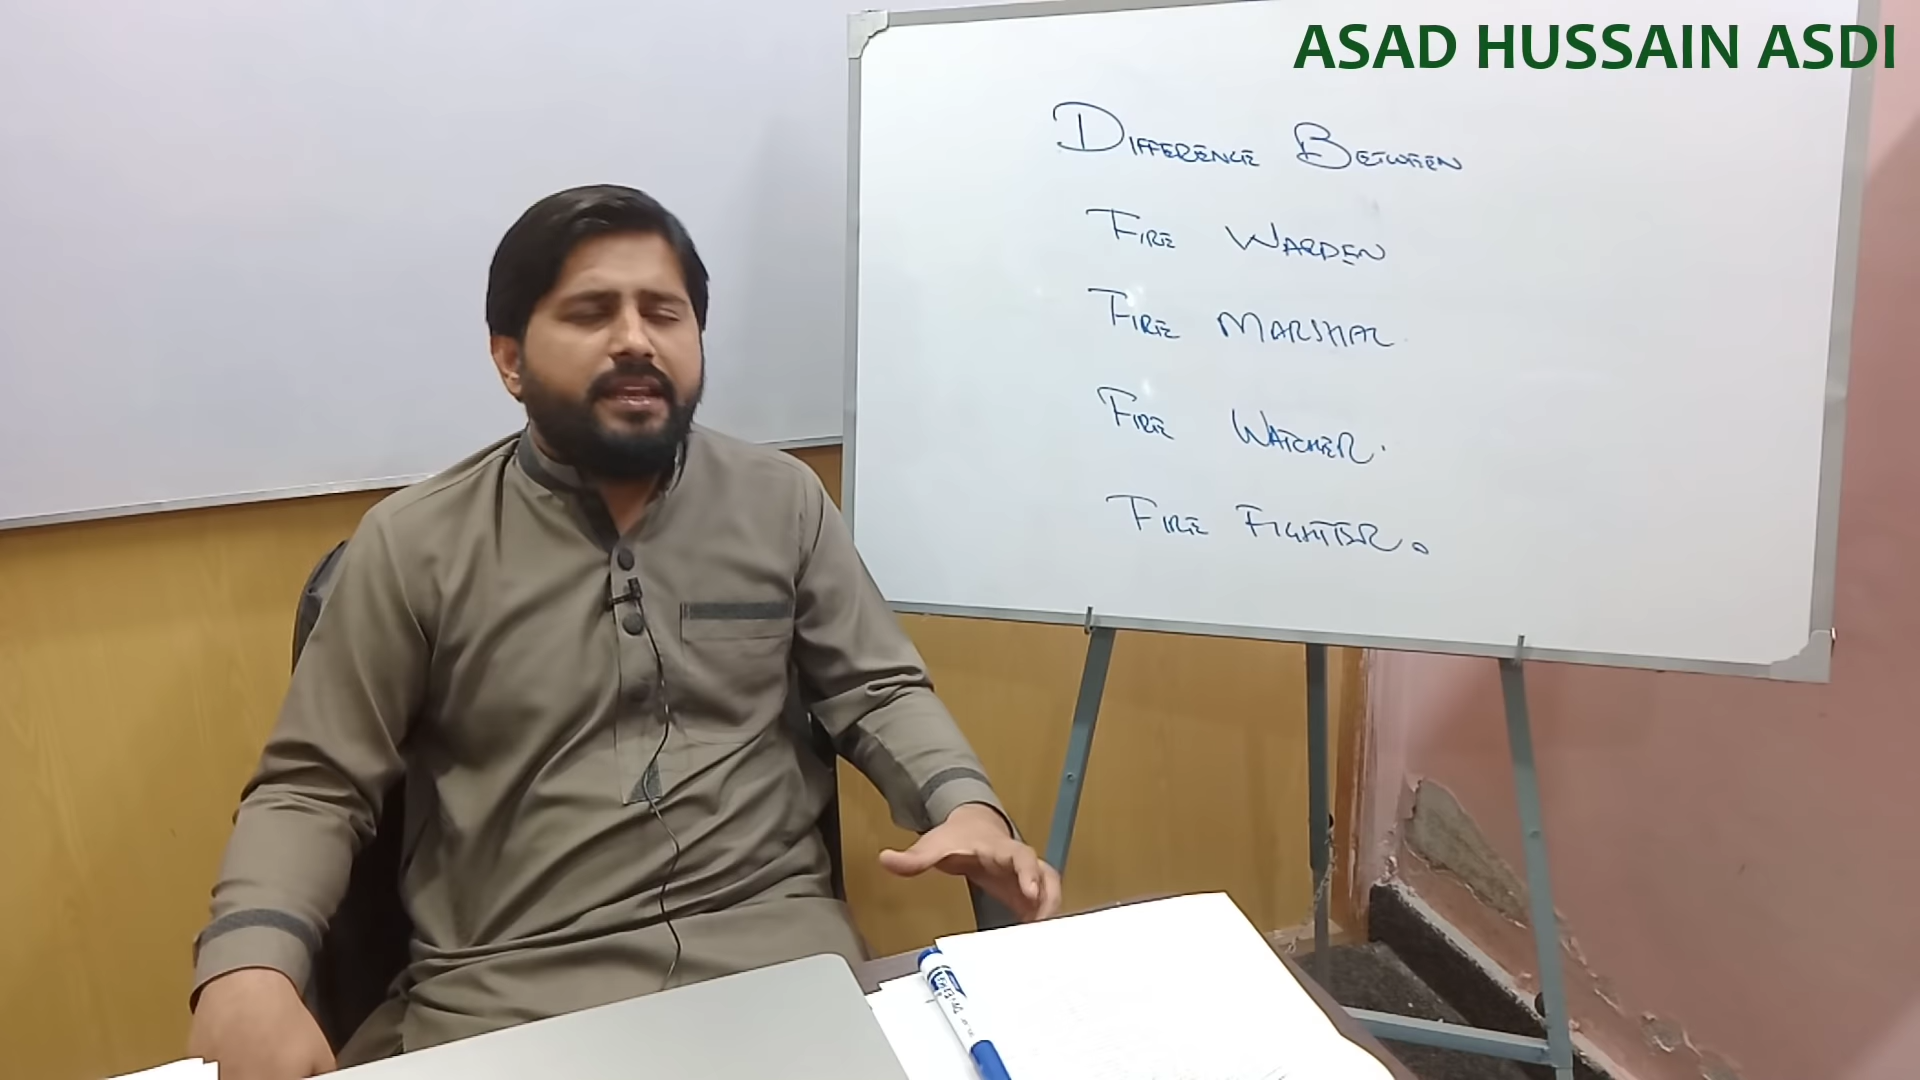 ASAD HUSSAIN ASDI
DIFFERENCE BETWEEN
FIRE WARDEN
FIRE MARSHAL
FIRE WATCHER.
FIRE FIGHTER.